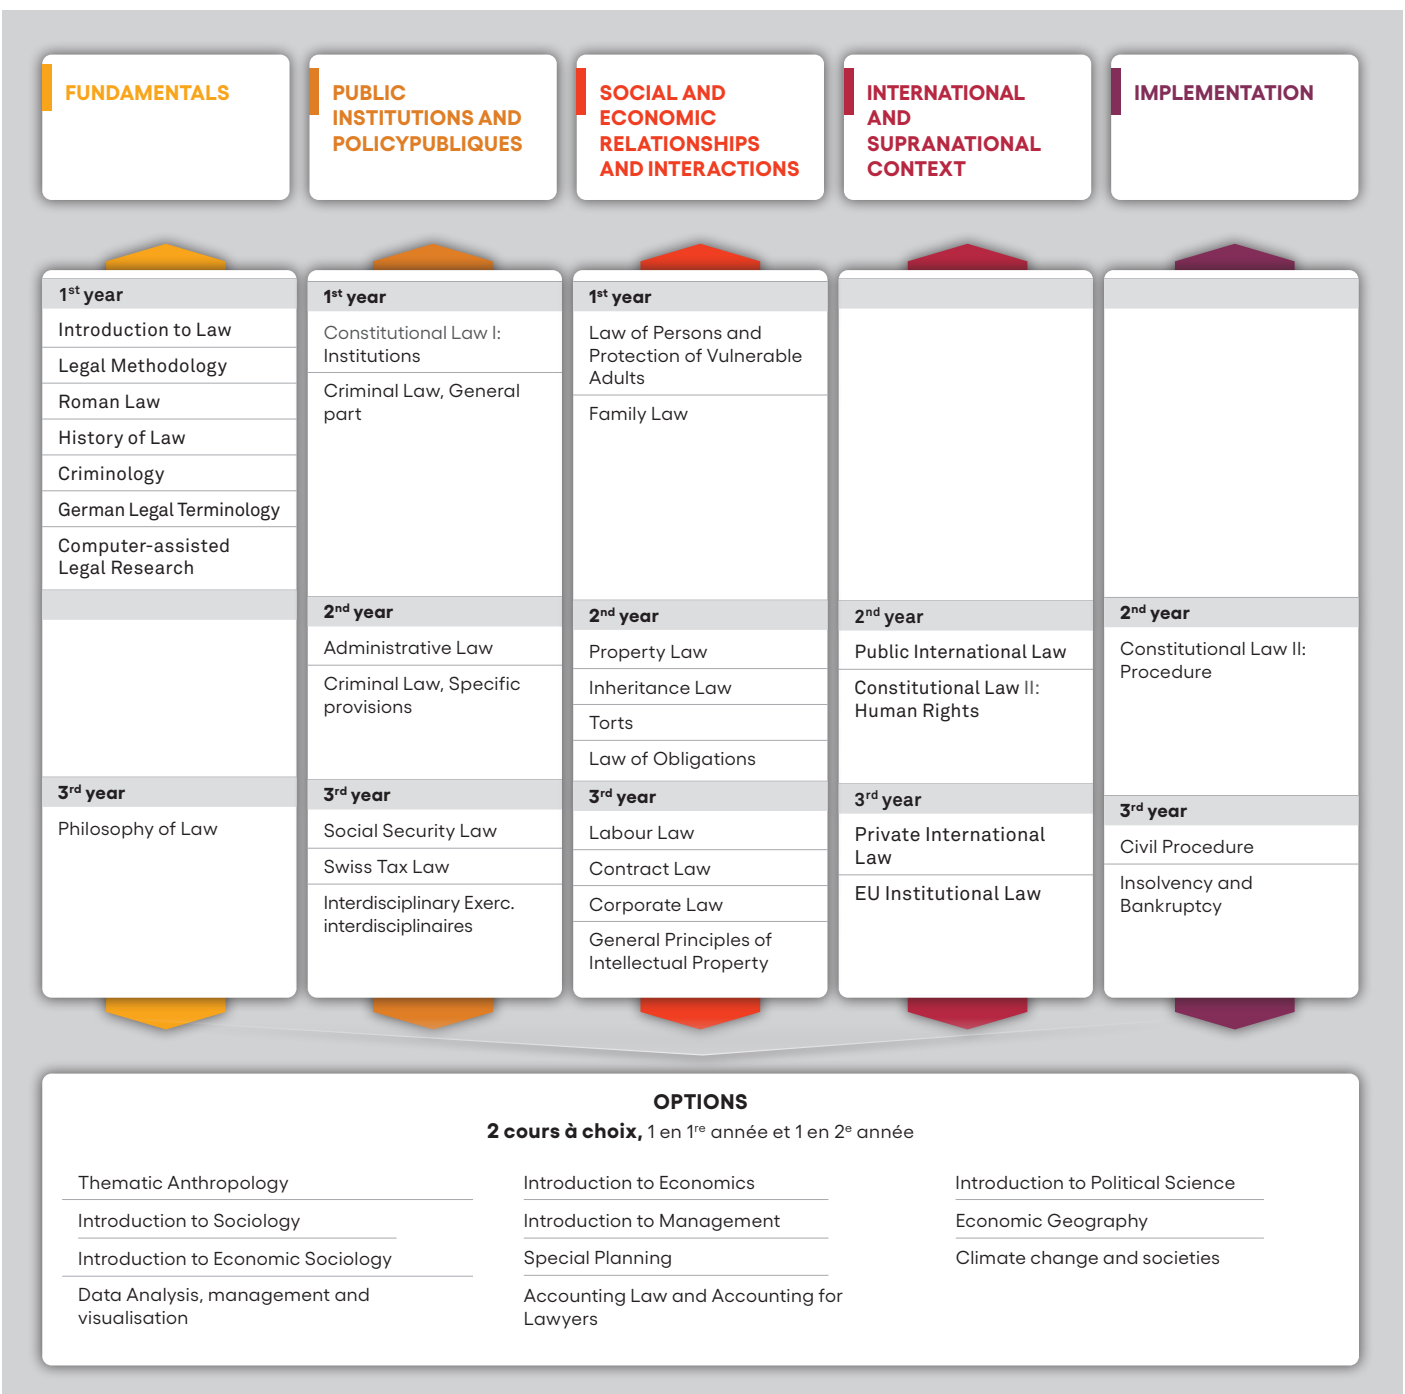 FUNDAMENTALS
PUBLIC
INSTITUTIONS AND
POLICYPUBLIQUES
SOCIAL AND
ECONOMIC
RELATIONSHIPS
AND INTERACTIONS
INTERNATIONAL
AND
SUPRANATIONAL
CONTEXT
IMPLEMENTATION
1st year
Introduction to Law
Legal Methodology
Roman Law
History of Law
Criminology
German Legal Terminology
Computer-assisted
Legal Research
3rd year
Philosophy of Law
1st year
Constitutional Law I:
Institutions
Criminal Law, General
part
2nd year
Administrative Law
Criminal Law, Specific
provisions
3rd year
Social Security Law
Swiss Tax Law
Interdisciplinary Exerc.
interdisciplinaires
1st year
Law of Persons and
Protection of Vulnerable
Adults
Family Law
2nd year
Property Law
Inheritance Law
Torts
Law of Obligations
3rd year
Labour Law
Contract Law
Corporate Law
General Principles of
Intellectual Property
2nd year
Public International Law
Constitutional Law II:
Human Rights
3rd year
Private International
Law
EU Institutional Law
2nd year
Constitutional Law II:
Procedure
3rd year
Civil Procedure
Insolvency and
Bankruptcy
OPTIONS
2 cours à choix, 1 en 1re année et 1 en 2e année
Thematic Anthropology
Introduction to Sociology
Introduction to Economic Sociology
Data Analysis, management and
visualisation
Introduction to Economics
Introduction to Management
Special Planning
Accounting Law and Accounting for
Lawyers
Introduction to Political Science
Economic Geography
Climate change and societies